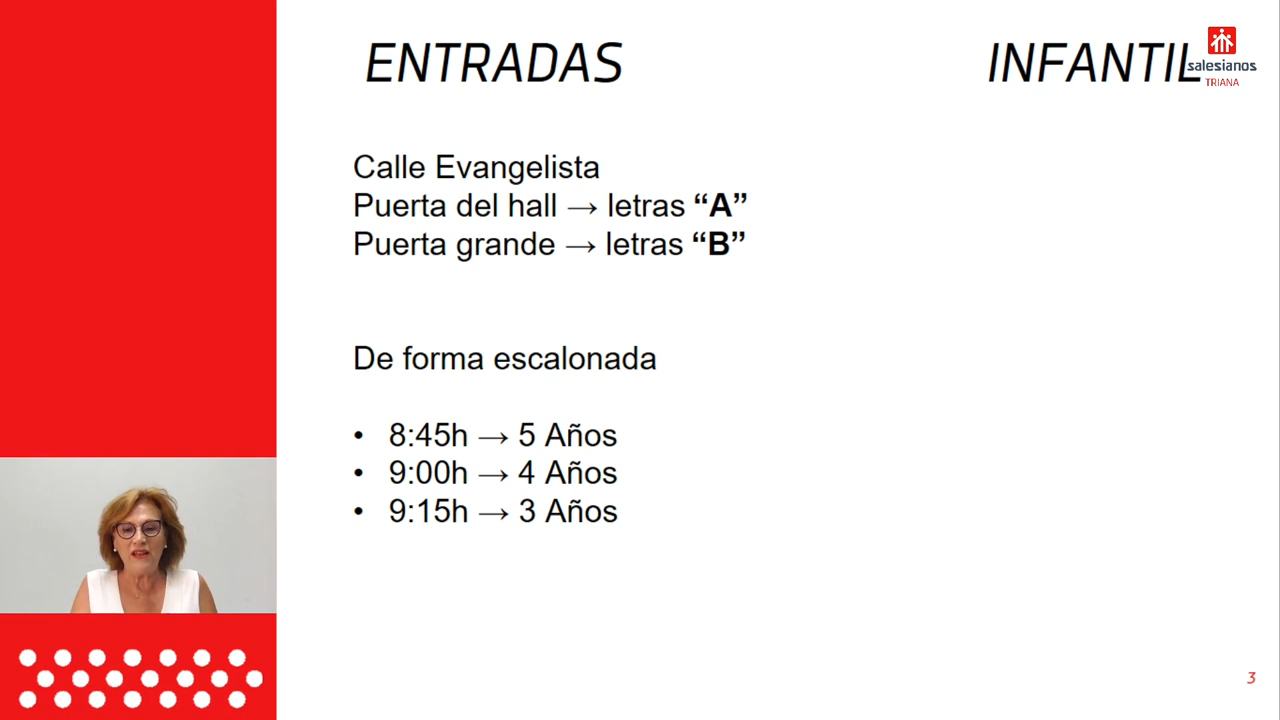 ENTRADAS INFANTIL
salesianos
TRIANA
Calle Evangelista
Puerta del hall → letras “A”
Puerta grande → letras “B”
De forma escalonada
• 8:45h → 5 Años
• 9:00h → 4 Años
• 9:15h → 3 Años
3